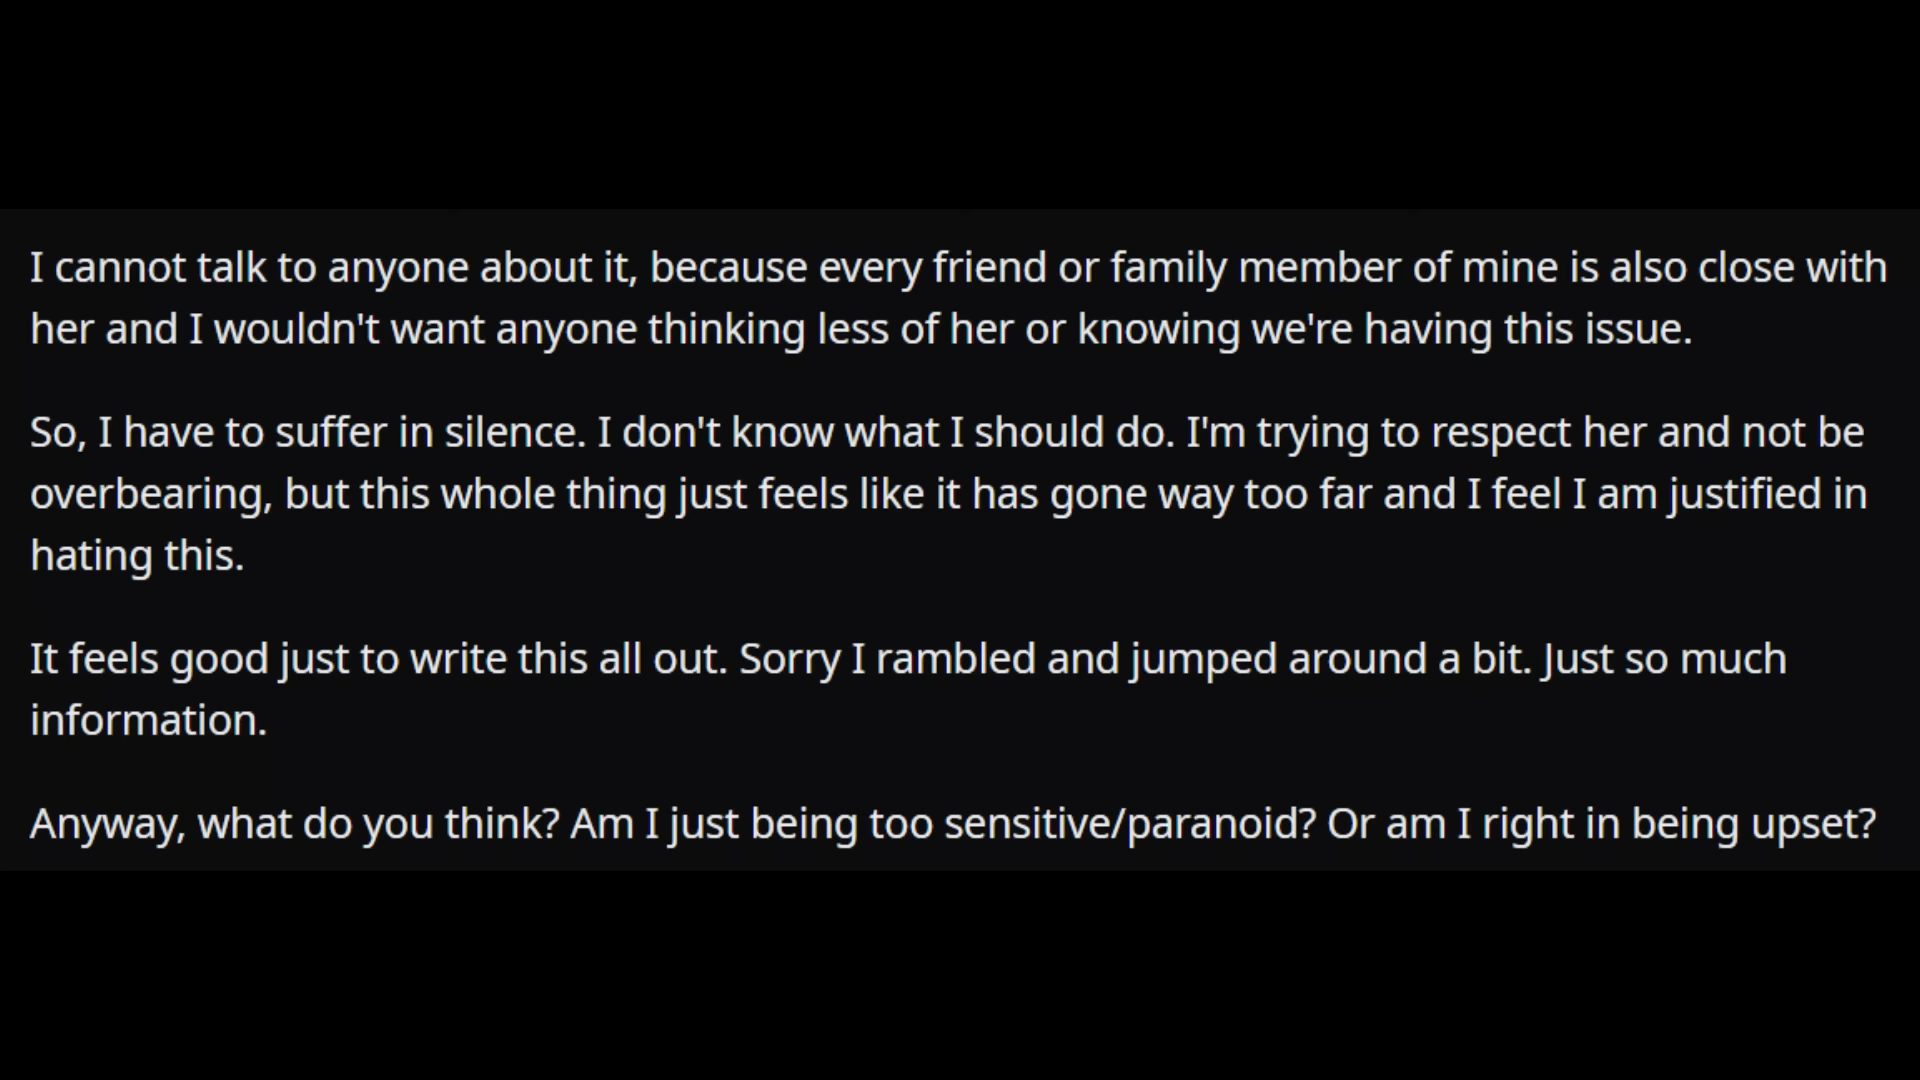 I cannot talk to anyone about it, because every friend or family member of mine is also close with
her and I wouldn't want anyone thinking less of her or knowing we're having this issue.
So, I have to suffer in silence. I don't know what I should do. I'm trying to respect her and not be
overbearing, but this whole thing just feels like it has gone way too far and I feel I am justified in
hating this.
It feels good just to write this all out. Sorry I rambled and jumped around a bit. Just so much
information.
Anyway, what do you think? Am I just being too sensitive/paranoid? Or am I right in being upset?